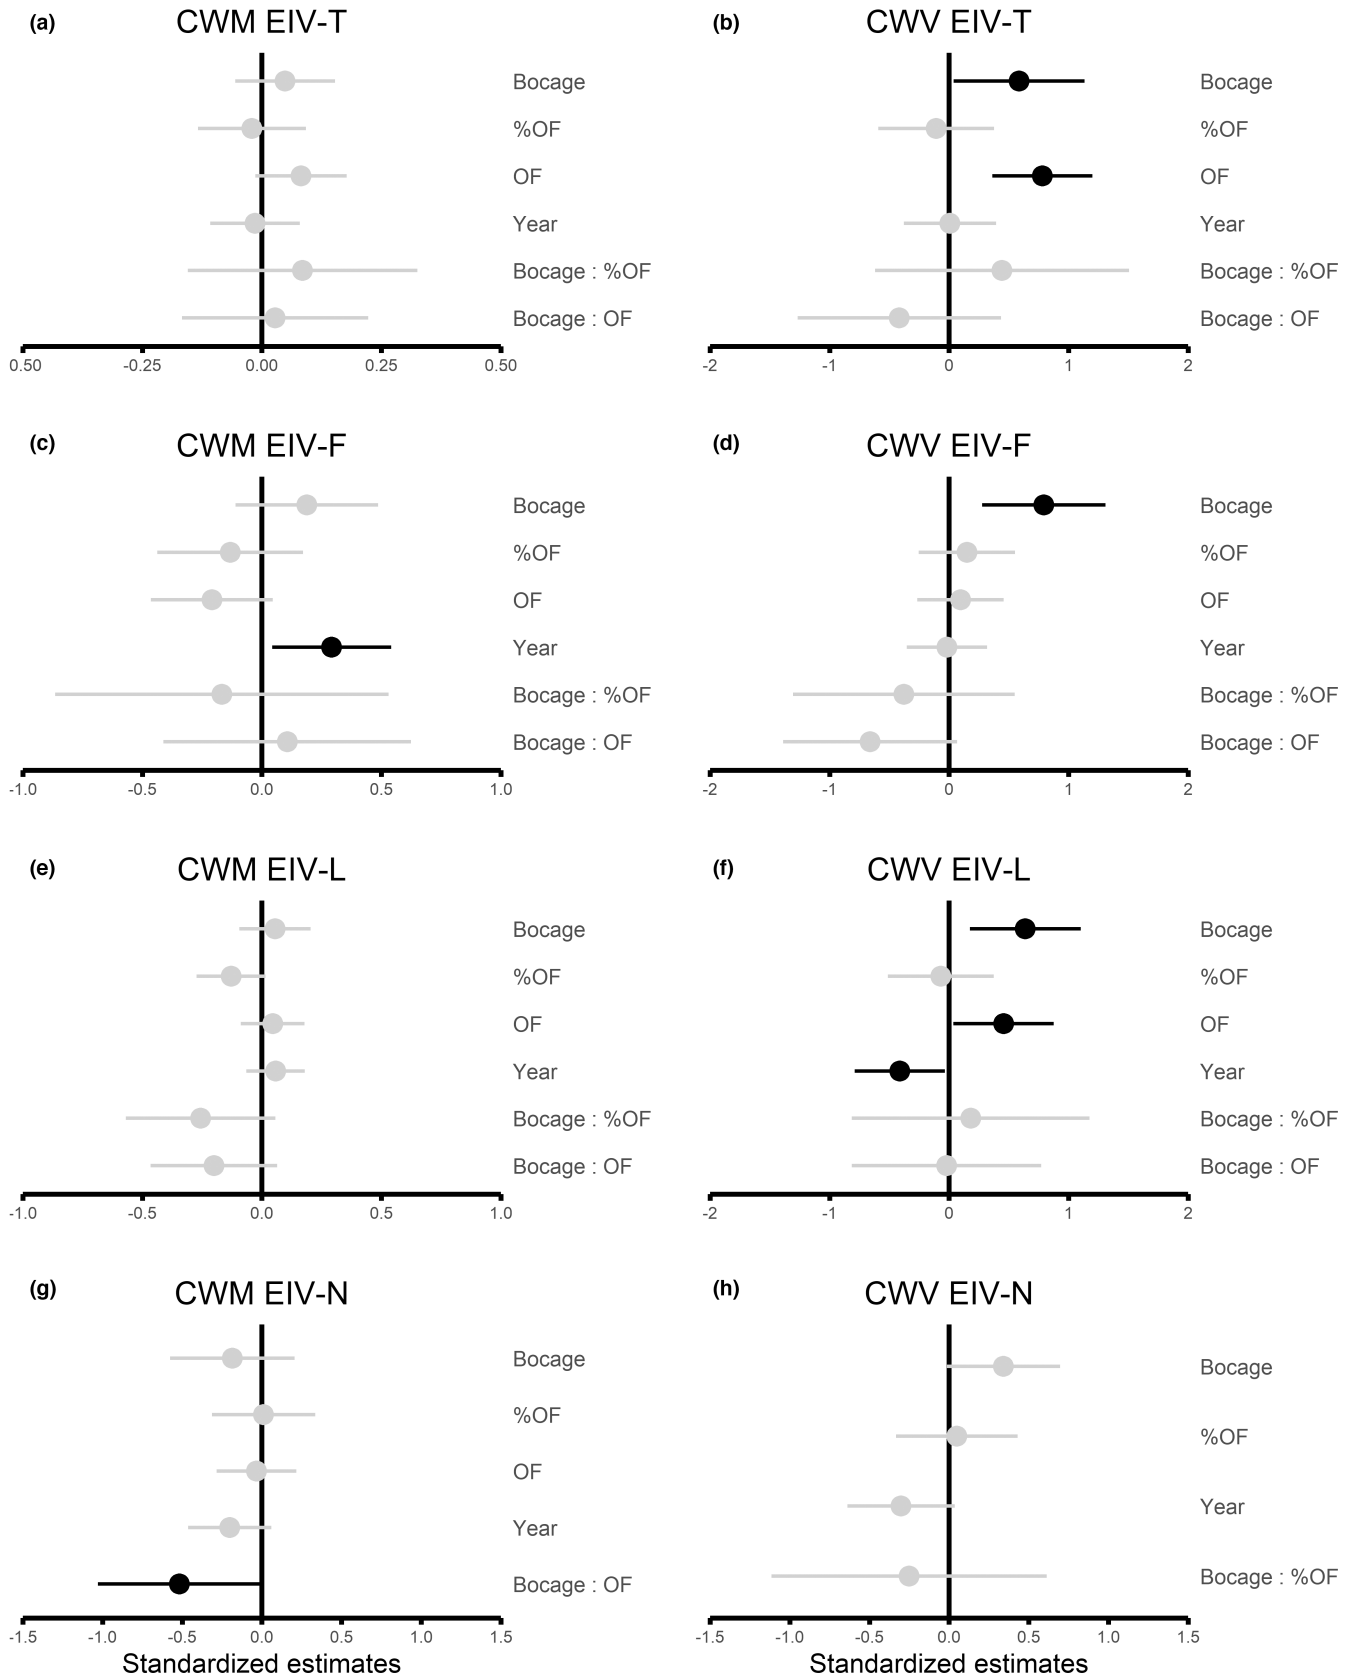 (a) CWM EIV-T
Bocage
%OF
OF
Year
Bocage : %OF
Bocage : OF
0.50 -0.25 0.00 0.25 0.50
(b) CWV EIV-T
Bocage
%OF
OF
Year
Bocage : %OF
Bocage : OF
-2 -1 0 1 2
(c) CWM EIV-F
Bocage
%OF
OF
Year
Bocage : %OF
Bocage : OF
-1.0 -0.5 0.0 0.5 1.0
(d) CWV EIV-F
Bocage
%OF
OF
Year
Bocage : %OF
Bocage : OF
-2 -1 0 1 2
(e) CWM EIV-L
Bocage
%OF
OF
Year
Bocage : %OF
Bocage : OF
-1.0 -0.5 0.0 0.5 1.0
(f) CWV EIV-L
Bocage
%OF
OF
Year
Bocage : %OF
Bocage : OF
-2 -1 0 1 2
(g) CWM EIV-N
Bocage
%OF
OF
Year
Bocage : OF
-1.5 -1.0 -0.5 0.0 0.5 1.0 1.5
Standardized estimates
(h) CWV EIV-N
Bocage
%OF
Year
Bocage : %OF
-1.5 -1.0 -0.5 0.0 0.5 1.0 1.5
Standardized estimates